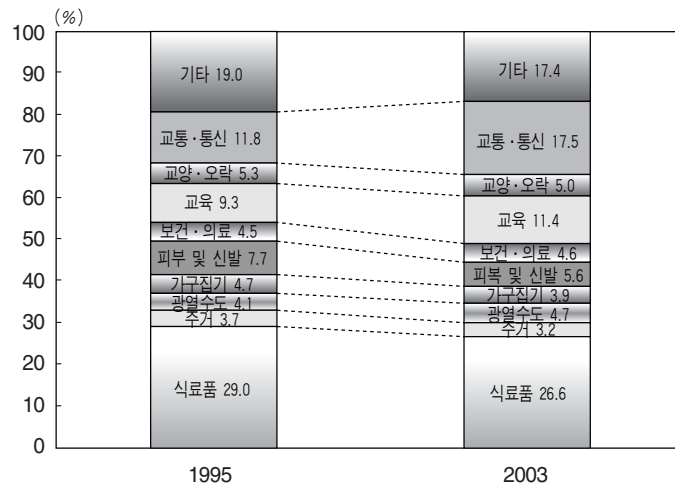 (%)
100
90
80
70
60
50
40
30
20
10
0
기타 19.0
교통·통신 11.8
교양·오락 5.3
교육 9.3
보건·의료 4.5
피부 및 신발 7.7
가구집기 4.7
광열수도 4.1
주거 3.7
식료품 29.0
1995
기타 17.4
교통·통신 17.5
교양·오락 5.0
교육 11.4
보건·의료 4.6
피복 및 신발 5.6
가구집기 3.9
광열수도 4.7
주거 3.2
식료품 26.6
2003